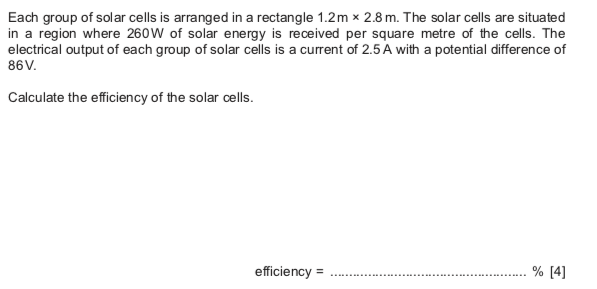 Each group of solar cells is arranged in a rectangle 1.2 m × 2.8 m. The solar cells are situated
in a region where 260 W of solar energy is received per square metre of the cells. The
electrical output of each group of solar cells is a current of 2.5 A with a potential difference of
86 V.
Calculate the efficiency of the solar cells.
efficiency = ...................................................... % [4]